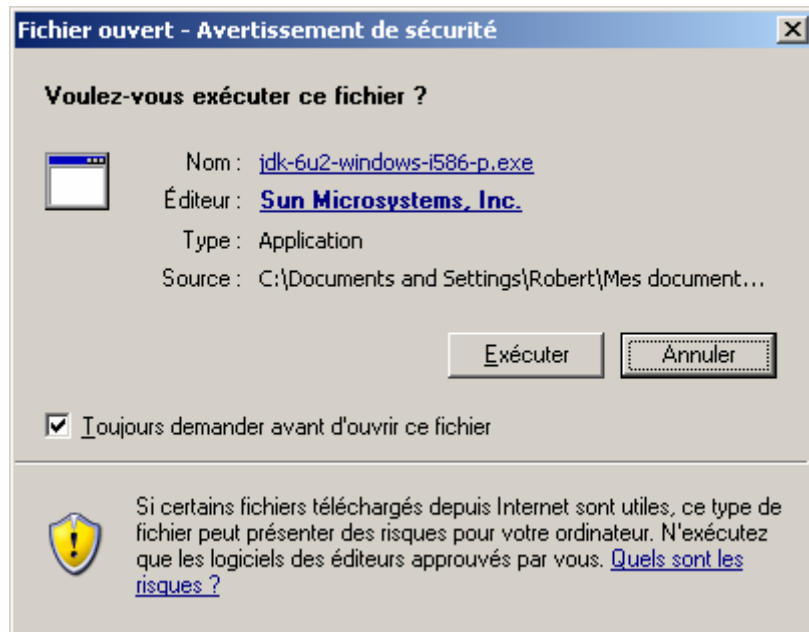 Fichier ouvert - Avertissement de sécurité
Voulez-vous exécuter ce fichier ?
Nom : jdk-6u2-windows-i586-p.exe
Éditeur : Sun Microsystems, Inc.
Type : Application
Source : C:\Documents and Settings\Robert\Mes document...
Exécuter Annuler
Toujours demander avant d'ouvrir ce fichier
Si certains fichiers téléchargés depuis Internet sont utiles, ce type de
fichier peut présenter des risques pour votre ordinateur. N'exécutez
que les logiciels des éditeurs approuvés par vous. Quels sont les
risques ?